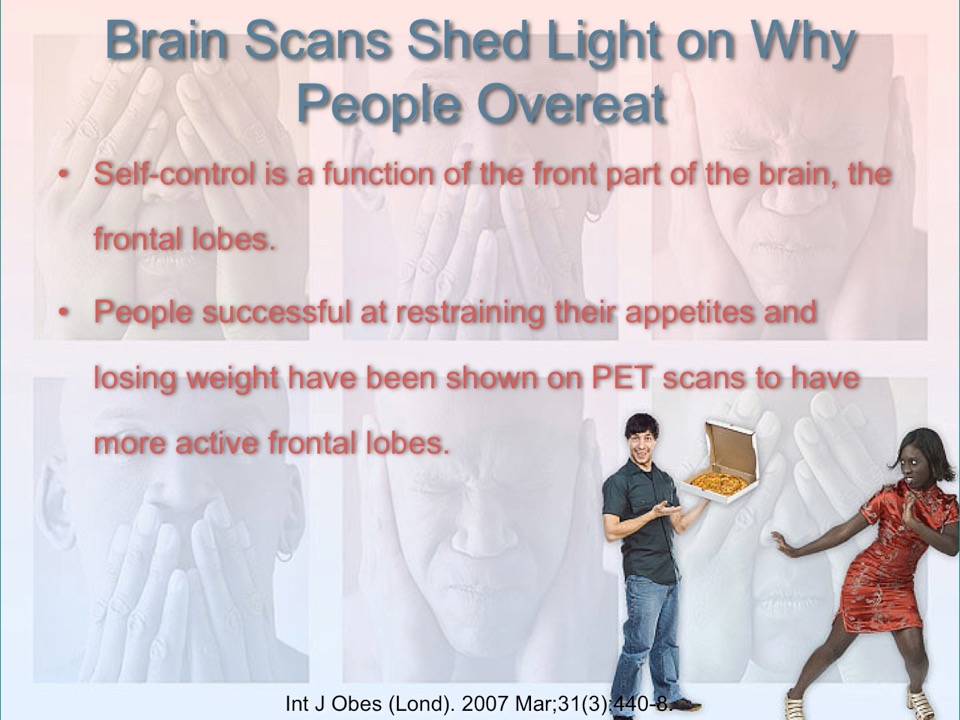 Brain Scans Shed Light on Why
People Overeat
• Self-control is a function of the front part of the brain, the
frontal lobes.
• People successful at restraining their appetites and
losing weight have been shown on PET scans to have
more active frontal lobes.
Int J Obes (Lond). 2007 Mar;31(3):440-8.